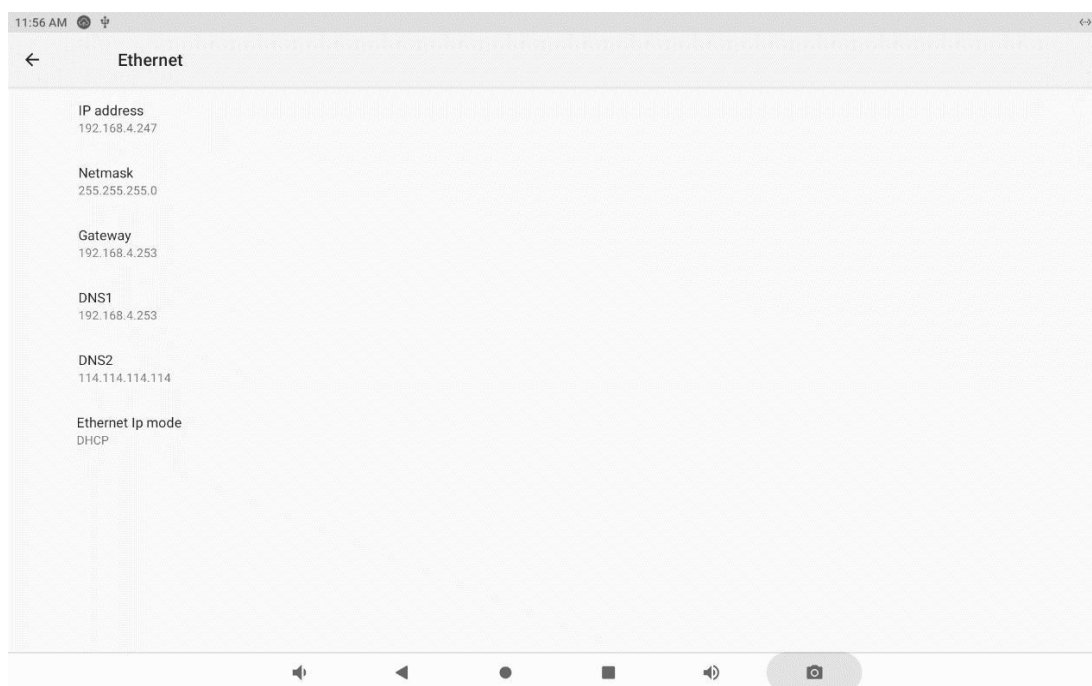 11:56 AM
Ethernet
IP address
192.168.4.247
Netmask
255.255.255.0
Gateway
192.168.4.253
DNS1
192.168.4.253
DNS2
114.114.114.114
Ethernet Ip mode
DHCP